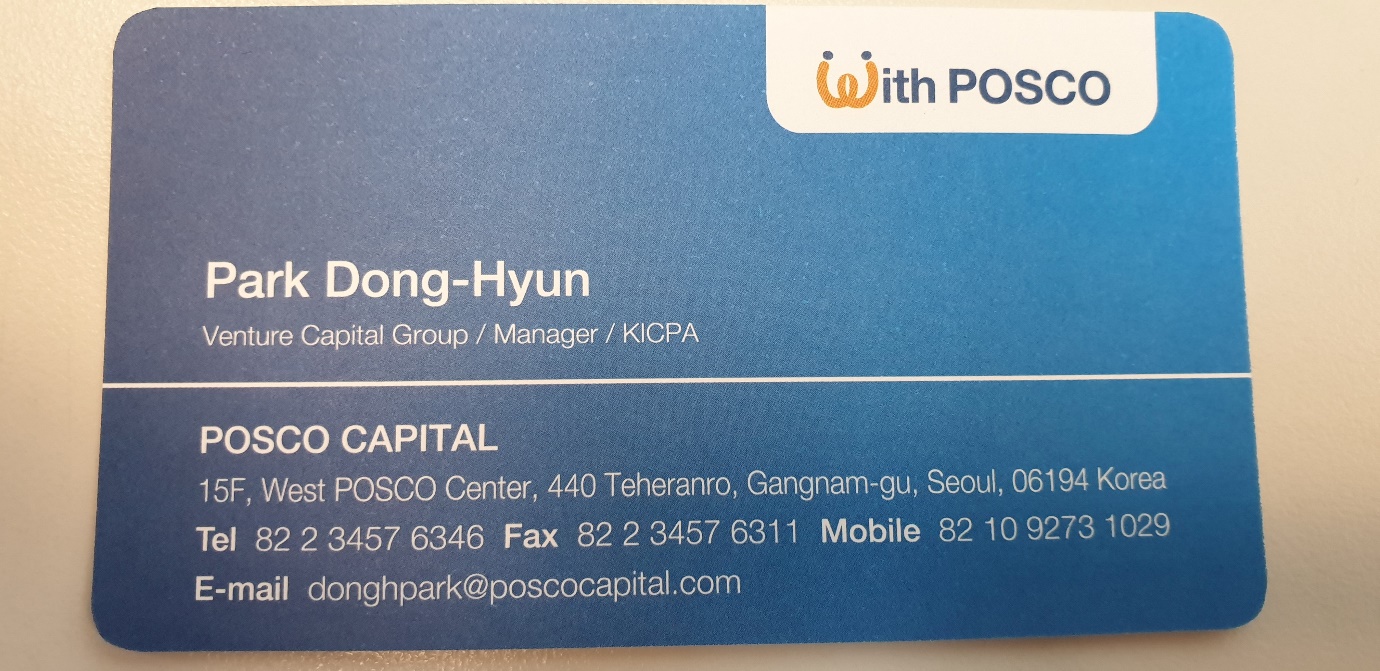 With POSCO
Park Dong-Hyun
Venture Capital Group / Manager / KICPA
POSCO CAPITAL
15F, West POSCO Center, 440 Teheranro, Gangnam-gu, Seoul, 06194 Korea
Tel 82 2 3457 6346 Fax 82 2 3457 6311 Mobile 82 10 9273 1029
E-mail donghpark@poscocapital.com